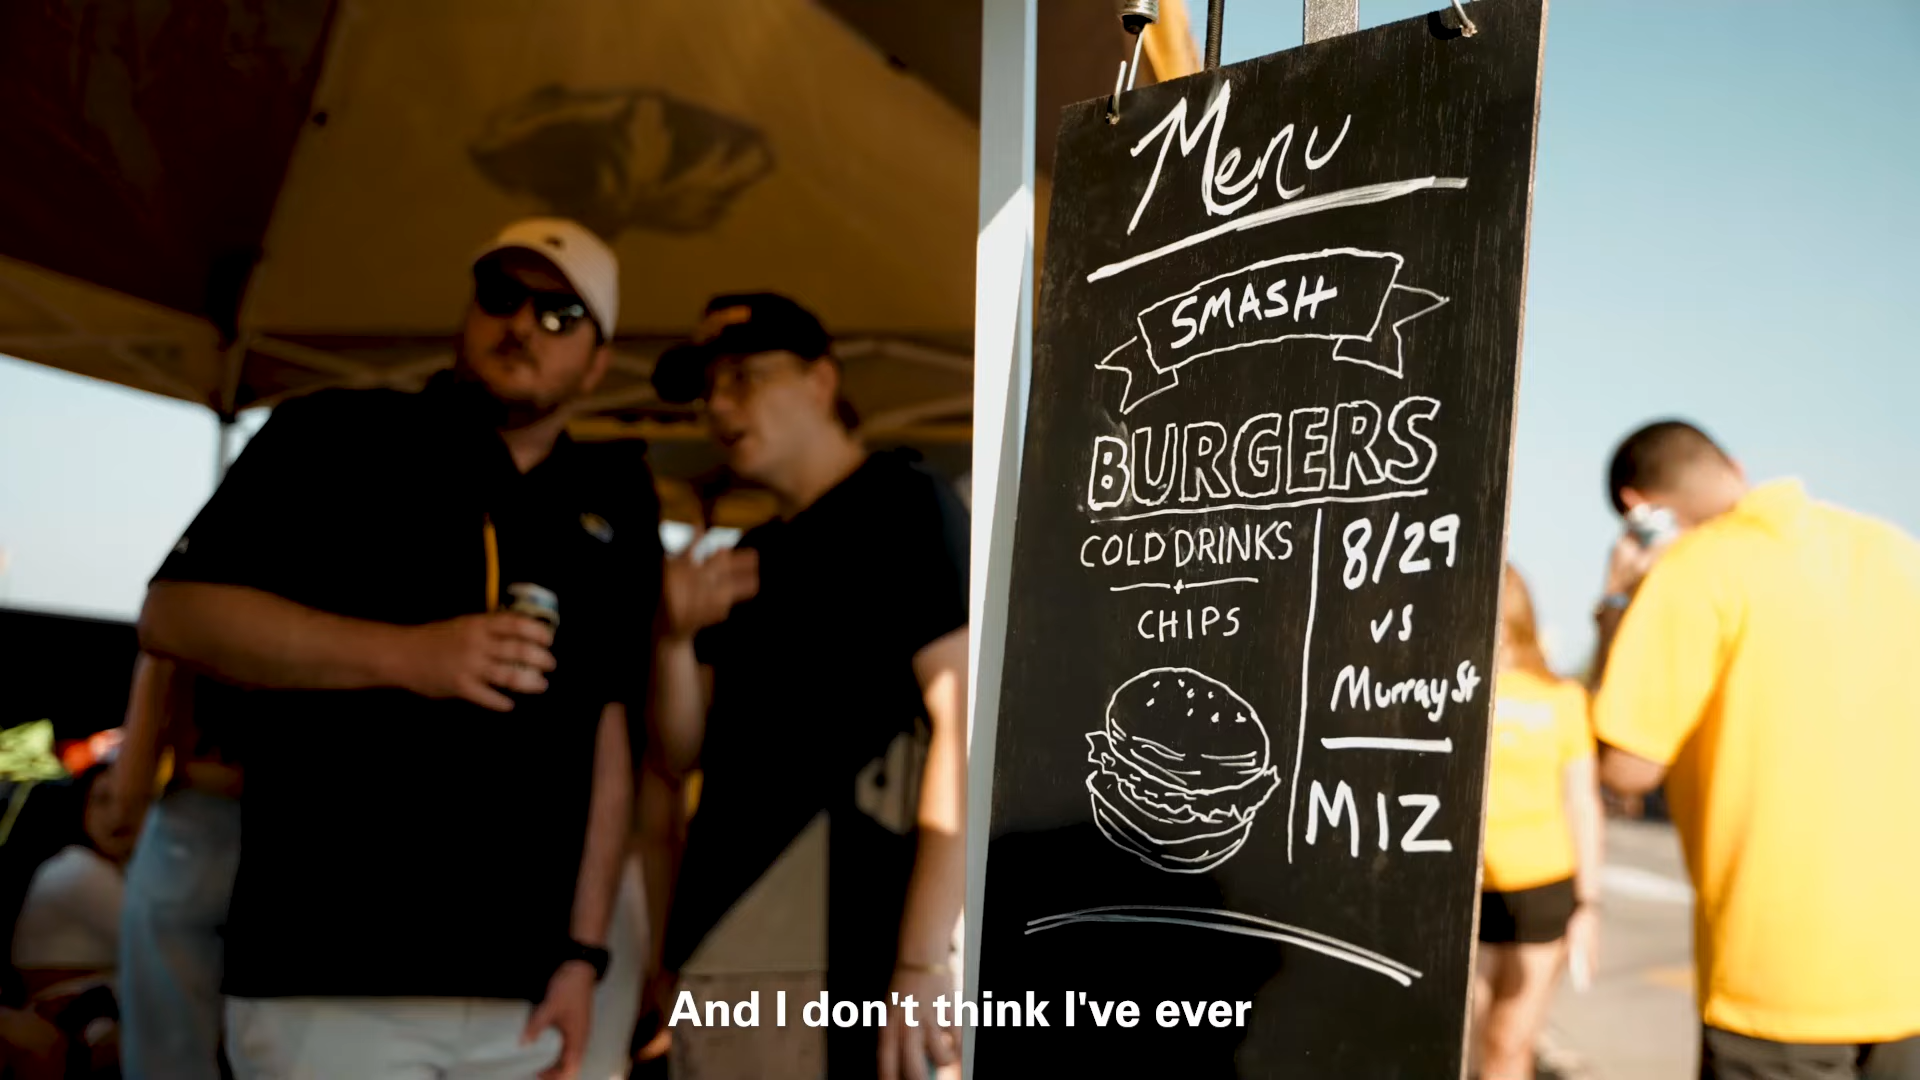 Menu
SMASH
BURGERS
COLD DRINKS
CHIPS
8/29
vs
Murray St
MIZ
And I don't think I've ever